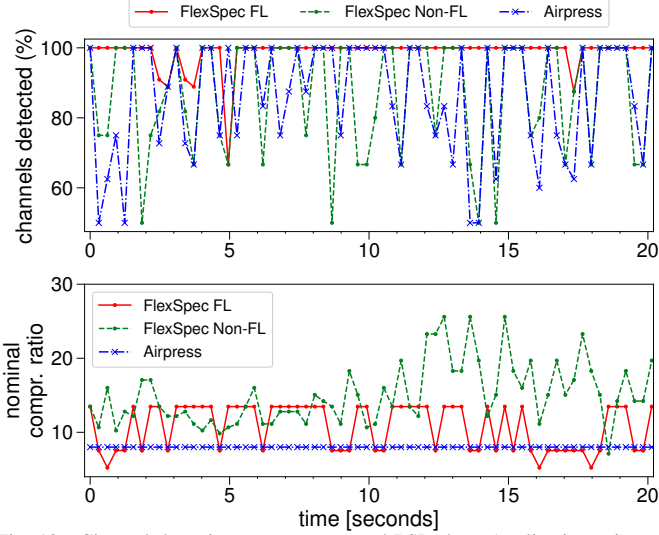 FlexSpec FL FlexSpec Non-FL Airpress
channels detected (%)
100
80
60
0 5 10 15 20
nominal
compr. ratio
30
20
10
FlexSpec FL
FlexSpec Non-FL
Airpress
0 5 10 15 20
time [seconds]